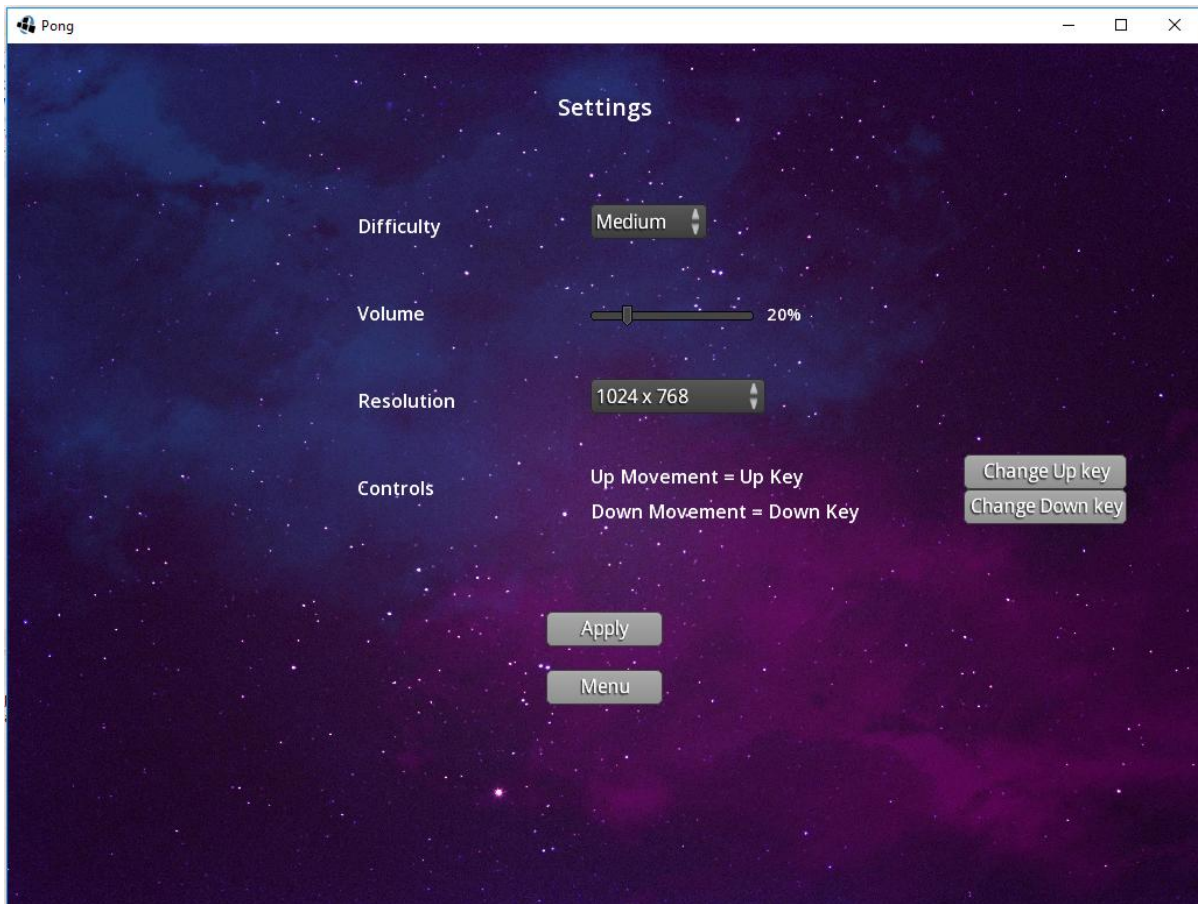 Pong
Settings
Difficulty
Medium
Volume
20%
Resolution
1024 x 768
Controls
Up Movement = Up Key
Change Up key
Down Movement = Down Key
Change Down key
Apply
Menu